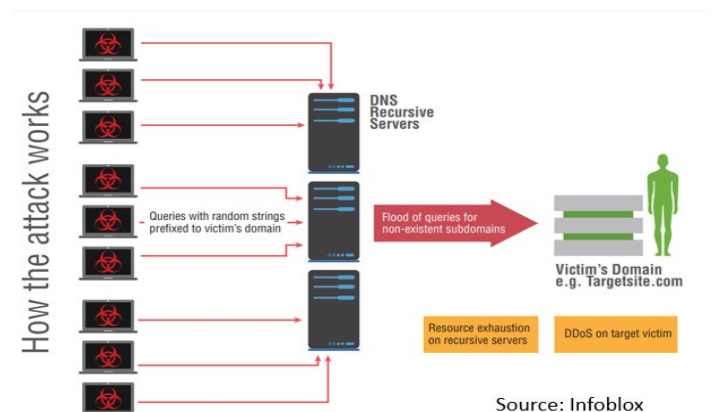 How the attack works
DNS
Recursive
Servers
Queries with random strings
prefixed to victim's domain
Flood of queries for
non-existent subdomains
Victim's Domain
e.g. Targetsite.com
Resource exhaustion
on recursive servers
DDoS on target victim
Source: Infoblox